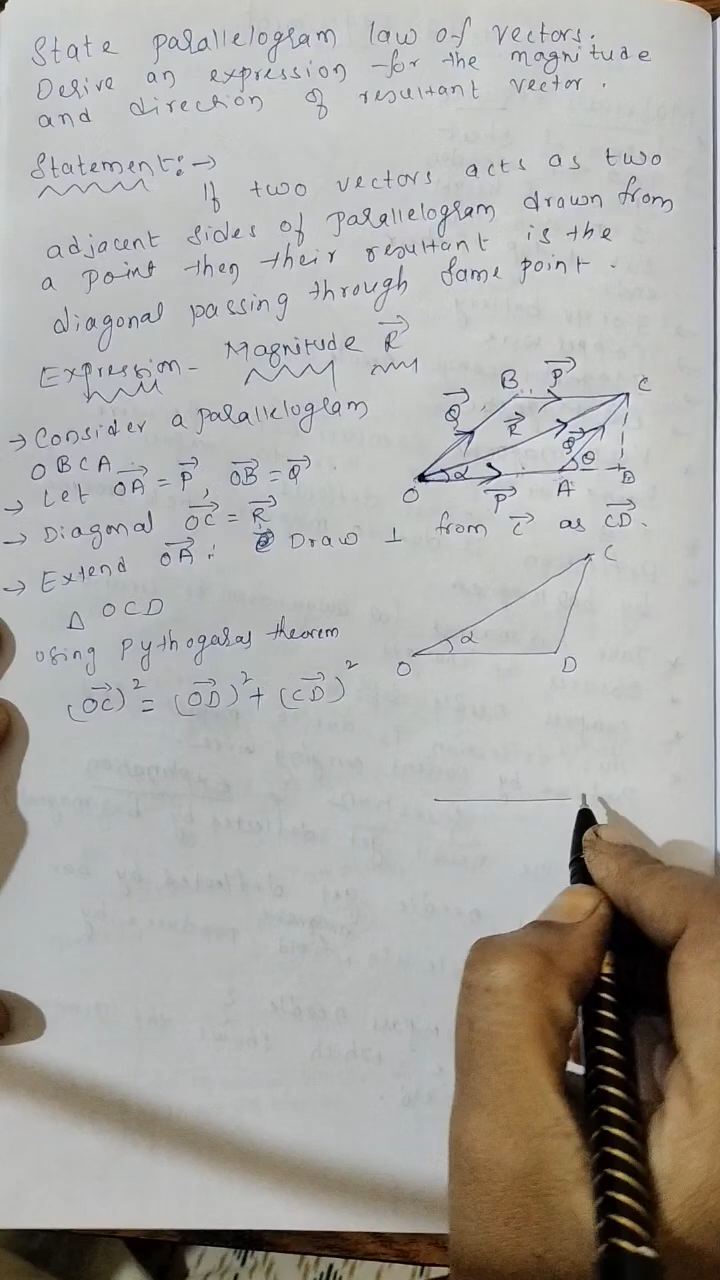 State parallelogram law of vectors.
Derive an expression for the magnitude
and direction of resultant vector.
Statement:→
If two vectors acts as two
adjacent sides of parallelogram drawn from
a point then their resultant is the
diagonal passing through same point.
Expression- Magnitude R⃗
→ Consider a parallelogram
OBCA.
→ Let OA⃗ = P⃗, OB⃗ = Q⃗
→ Diagonal OC⃗ = R⃗
→ Extend OA⃗. Draw ⊥ from C⃗ as CD⃗.
B P⃗ C
Q⃗ R⃗ Q⃗
O α P⃗ A θ D
Δ OCD
Using Pythogaras theorem
(OC⃗)² = (OD⃗)² + (CD⃗)²
C
O α D